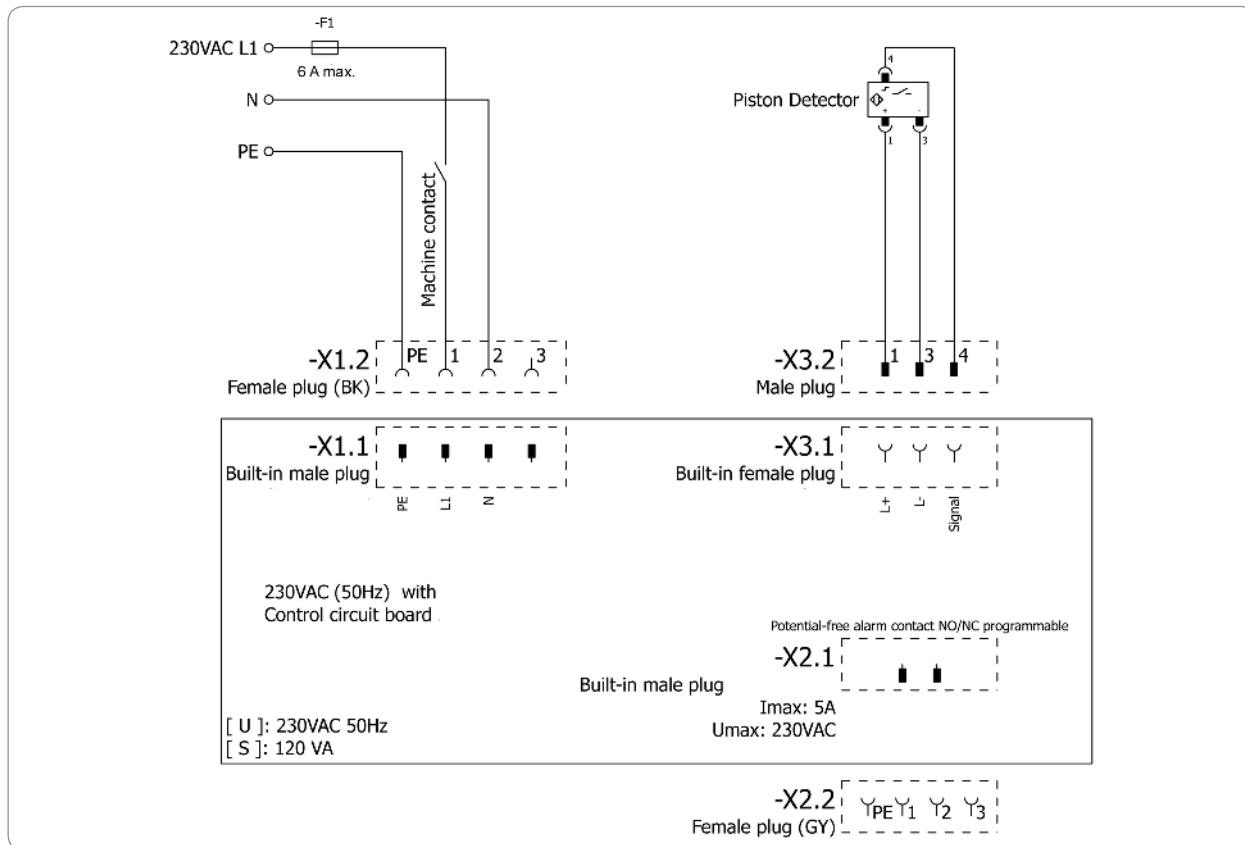 -F1
230VAC L1
6 A max.
N
PE
Machine contact
4
Piston Detector
+ -
1 3
-X1.2 PE 1 2 3
Female plug (BK)
-X3.2 1 3 4
Male plug
-X1.1
Built-in male plug
PE L1 N
-X3.1
Built-in female plug
L+ L- Signal
230VAC (50Hz) with
Control circuit board
Potential-free alarm contact NO/NC programmable
-X2.1
Built-in male plug
Imax: 5A
Umax: 230VAC
[ U ]: 230VAC 50Hz
[ S ]: 120 VA
-X2.2 PE 1 2 3
Female plug (GY)